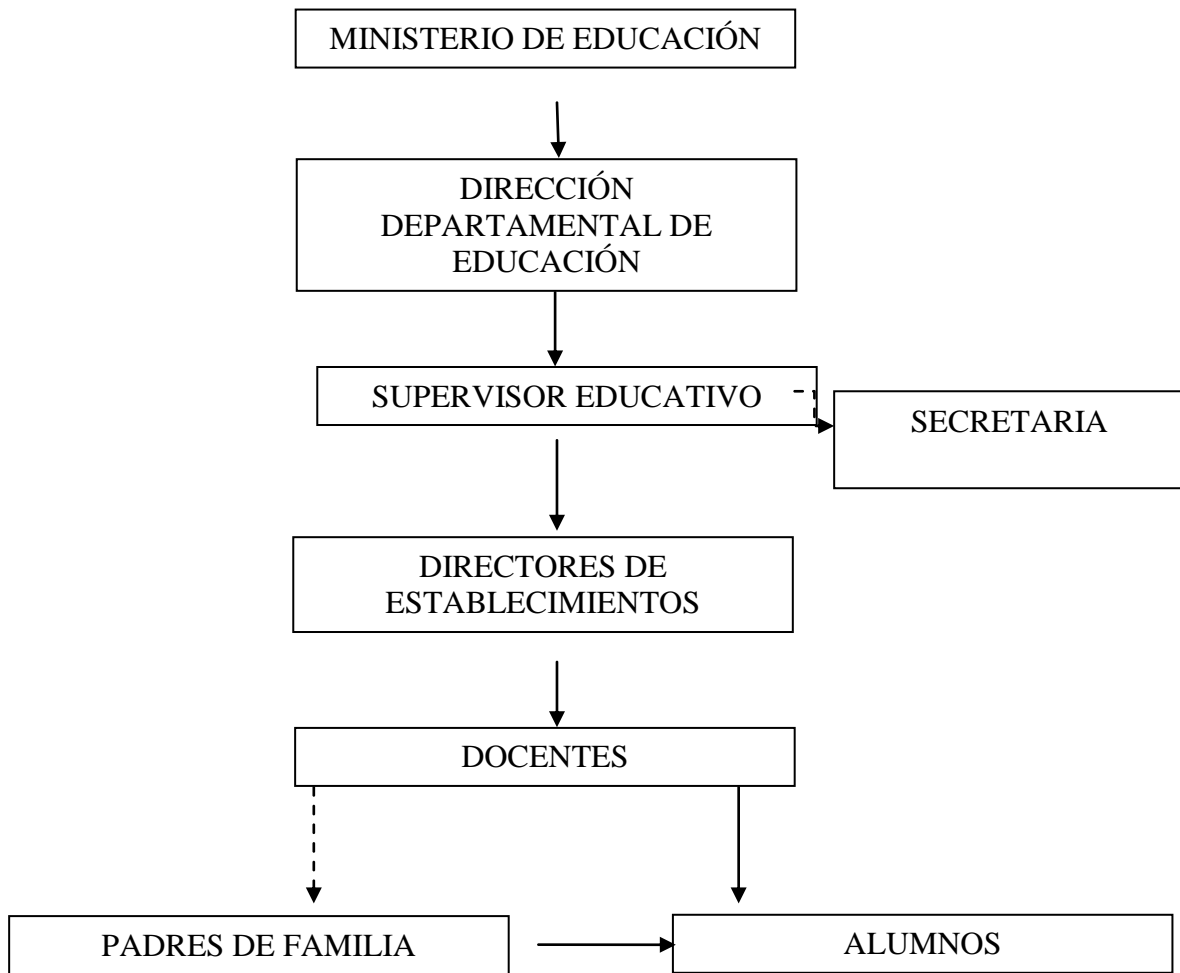 MINISTERIO DE EDUCACIÓN
DIRECCIÓN
DEPARTAMENTAL DE
EDUCACIÓN
SUPERVISOR EDUCATIVO
SECRETARIA
DIRECTORES DE
ESTABLECIMIENTOS
DOCENTES
PADRES DE FAMILIA
ALUMNOS